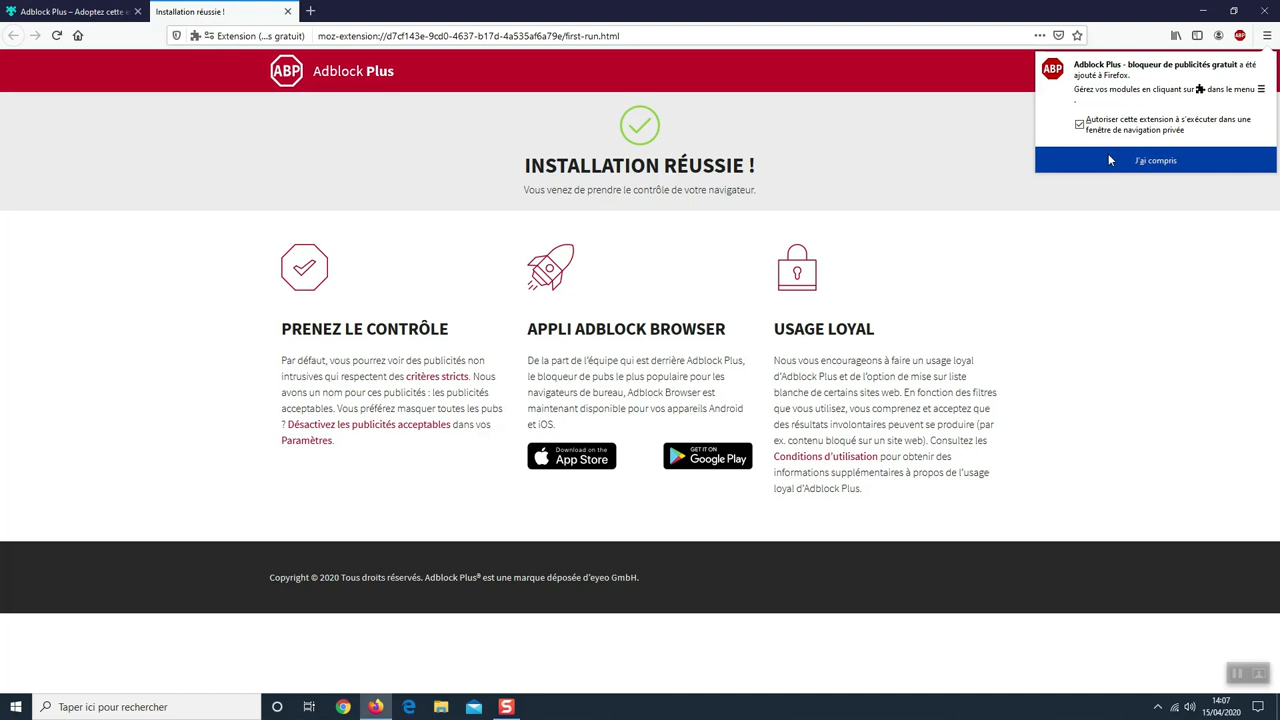 Adblock Plus – Adoptez cette e
Installation réussie !
Extension (...s gratuit)
moz-extension://d7cf143e-9cd0-4637-b17d-4a535af6a79e/first-run.html
ABP
ABP
Adblock Plus
ABP
Adblock Plus - bloqueur de publicités gratuit a été
ajouté à Firefox.
Gérez vos modules en cliquant sur dans le menu
.
Autoriser cette extension à s'exécuter dans une
fenêtre de navigation privée
J'ai compris
INSTALLATION RÉUSSIE !
Vous venez de prendre le contrôle de votre navigateur.
PRENEZ LE CONTRÔLE
Par défaut, vous pourrez voir des publicités non
intrusives qui respectent des critères stricts. Nous
avons un nom pour ces publicités : les publicités
acceptables. Vous préférez masquer toutes les pubs
? Désactivez les publicités acceptables dans vos
Paramètres.
APPLI ADBLOCK BROWSER
De la part de l'équipe qui est derrière Adblock Plus,
le bloqueur de pubs le plus populaire pour les
navigateurs de bureau, Adblock Browser est
maintenant disponible pour vos appareils Android
et iOS.
Download on the
App Store
GET IT ON
Google Play
USAGE LOYAL
Nous vous encourageons à faire un usage loyal
d'Adblock Plus et de l'option de mise sur liste
blanche de certains sites web. En fonction des filtres
que vous utilisez, vous comprenez et acceptez que
des résultats involontaires peuvent se produire (par
ex. contenu bloqué sur un site web). Consultez les
Conditions d'utilisation pour obtenir des
informations supplémentaires à propos de l'usage
loyal d'Adblock Plus.
Copyright © 2020 Tous droits réservés. Adblock Plus® est une marque déposée d'eyeo GmbH.
Taper ici pour rechercher
S
14:07
15/04/2020